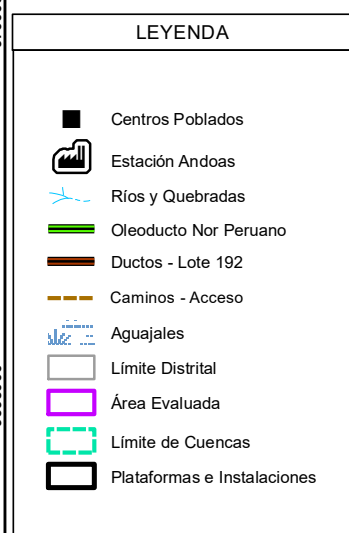 LEYENDA
Centros Poblados
Estación Andoas
Ríos y Quebradas
Oleoducto Nor Peruano
Ductos - Lote 192
Caminos - Acceso
Aguajales
Límite Distrital
Área Evaluada
Límite de Cuencas
Plataformas e Instalaciones